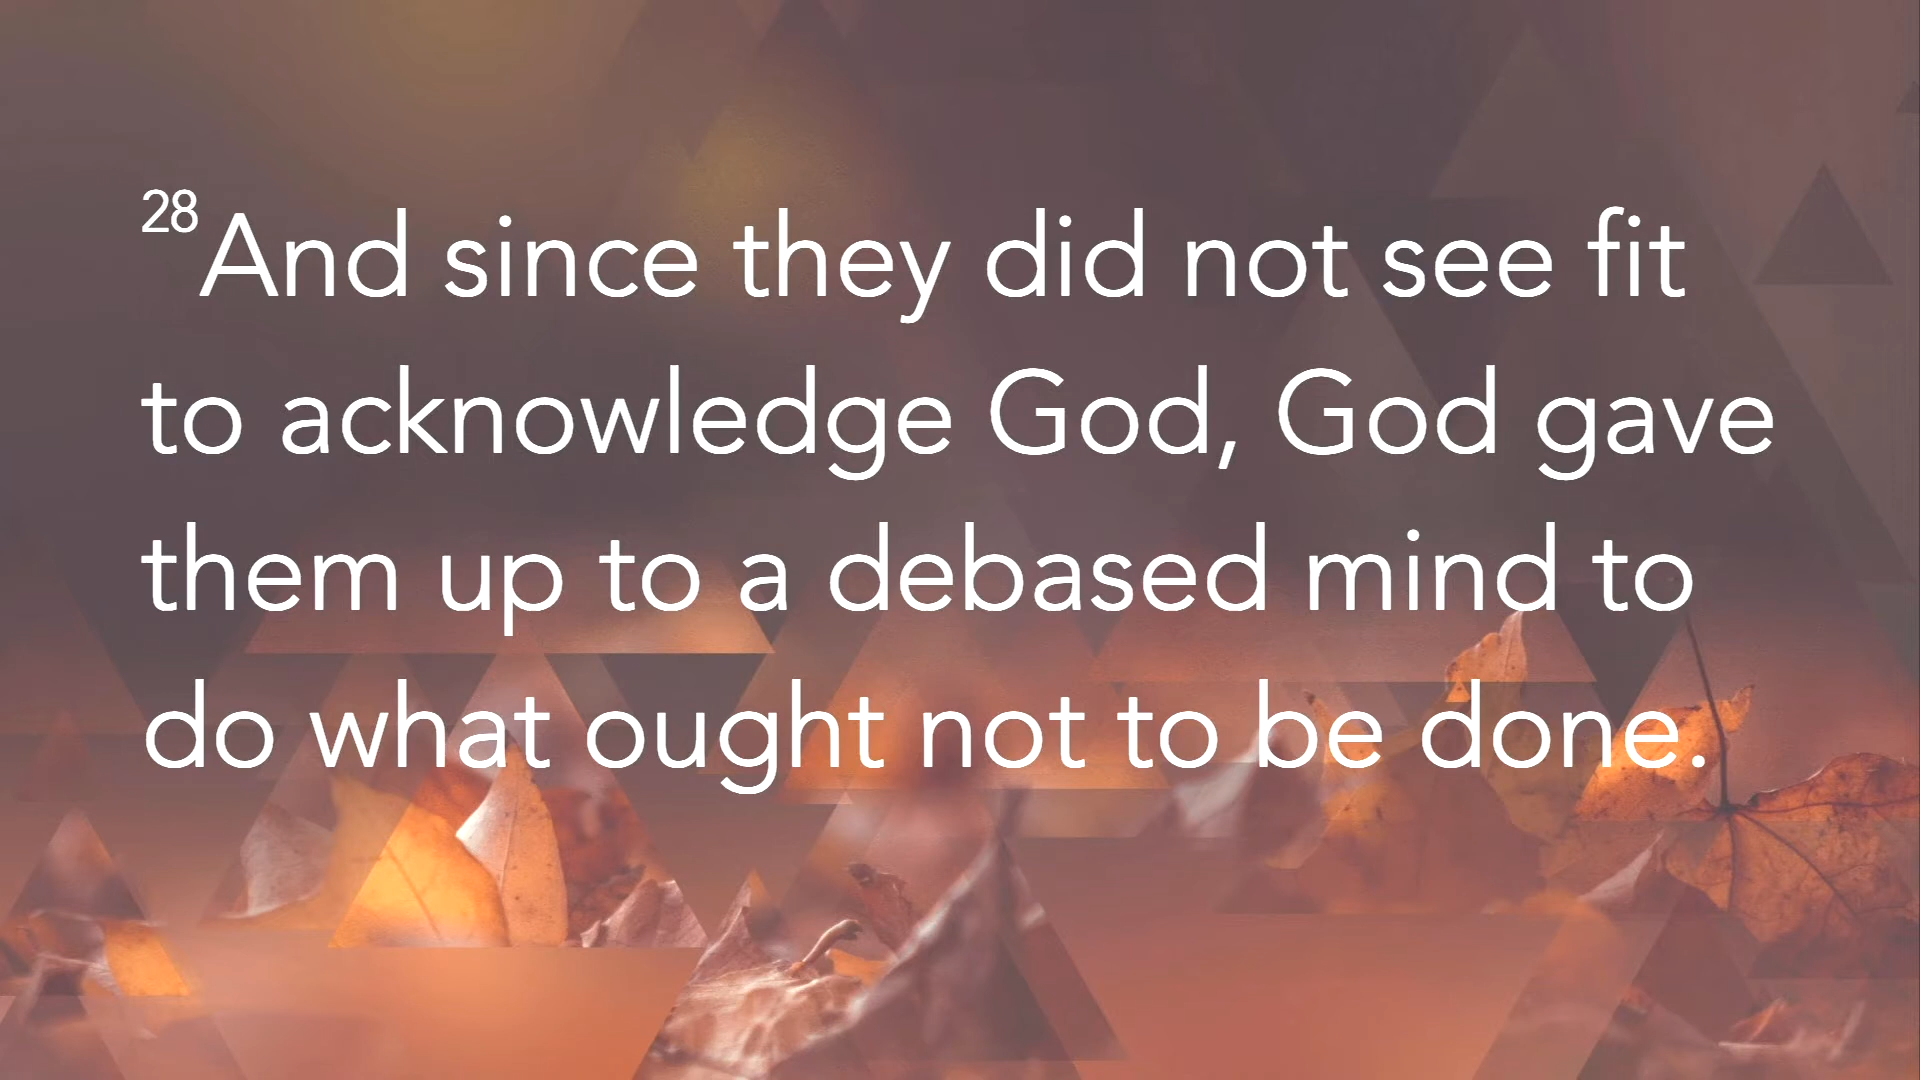 28And since they did not see fit
to acknowledge God, God gave
them up to a debased mind to
do what ought not to be done.